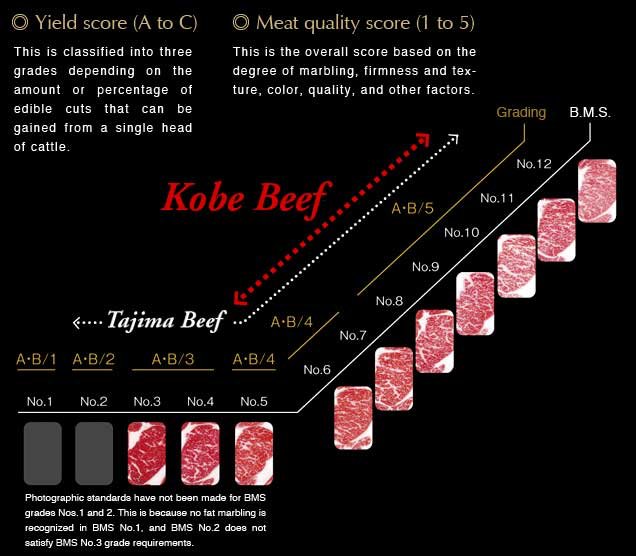 ◎ Yield score (A to C)
This is classified into three
grades depending on the
amount or percentage of
edible cuts that can be
gained from a single head
of cattle.
◎ Meat quality score (1 to 5)
This is the overall score based on the
degree of marbling, firmness and tex-
ture, color, quality, and other factors.
Grading
B.M.S.
No.12
No.11
No.10
No.9
No.8
No.7
No.6
A·B/5
Kobe Beef
Tajima Beef
A·B/4
A·B/1 A·B/2 A·B/3 A·B/4
No.1 No.2 No.3 No.4 No.5
Photographic standards have not been made for BMS
grades Nos.1 and 2. This is because no fat marbling is
recognized in BMS No.1, and BMS No.2 does not
satisfy BMS No.3 grade requirements.